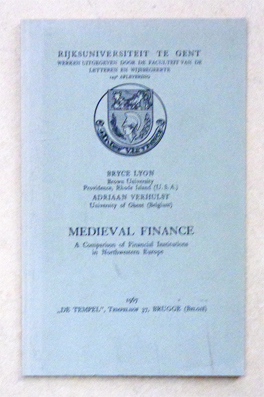 RIJKSUNIVERSITEIT TE GENT
WERKEN UITGEGEVEN DOOR DE FACULTEIT VAN DE
LETTEREN EN WIJSBEGEERTE
AFLEVERING
BRYCE LYON
Brown University
Providence, Rhode Island (U. S. A.)
ADRIAAN VERHULST
University of Ghent (Belgium)
MEDIEVAL FINANCE
A Comparison of Financial Institutions
in Northwestern Europe
1967
„DE TEMPEL”, Tempelhof 37, BRUGGE (België)